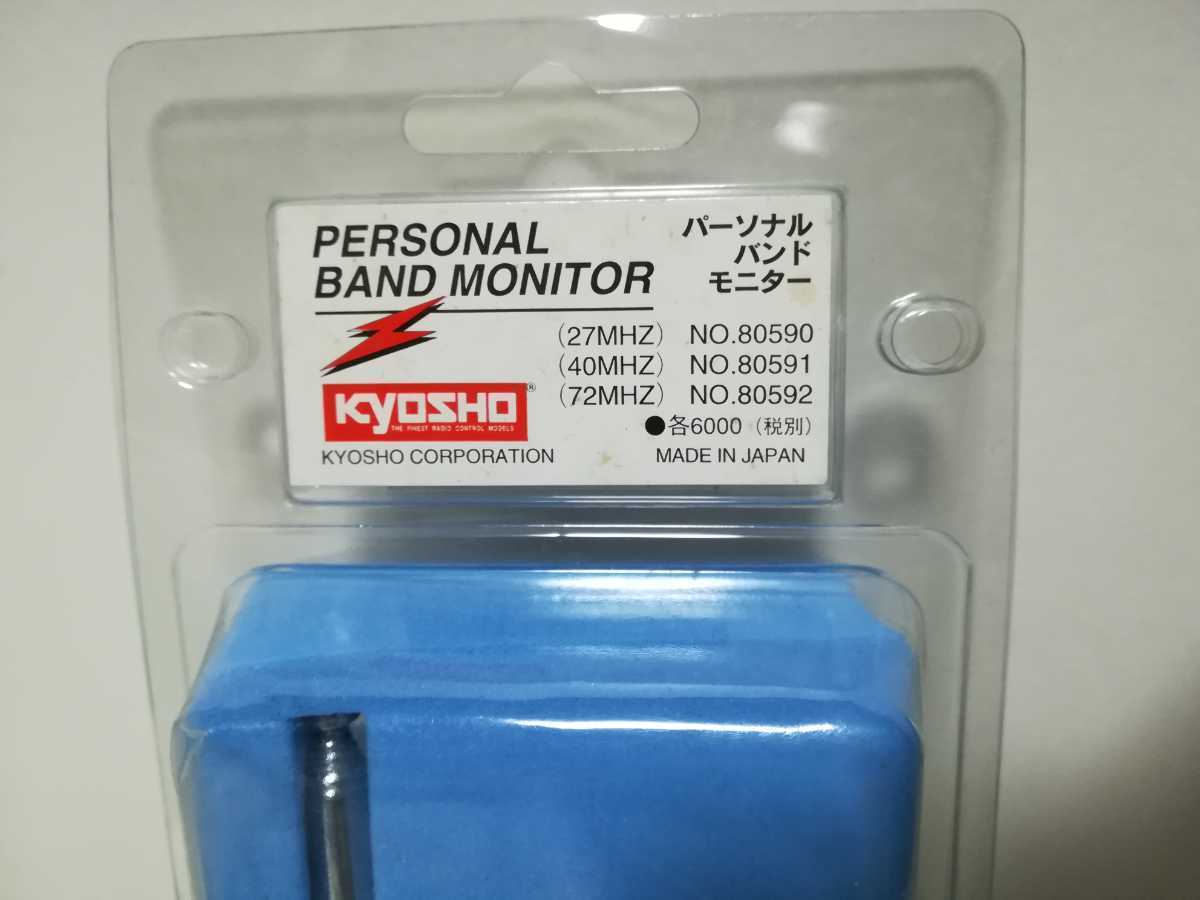 PERSONAL
BAND MONITOR
パーソナル
バンド
モニター
(27MHZ) NO.80590
(40MHZ) NO.80591
(72MHZ) NO.80592
●各6000(税別)
KYOSHO®
THE FINEST RADIO CONTROL MODELS
KYOSHO CORPORATION
MADE IN JAPAN